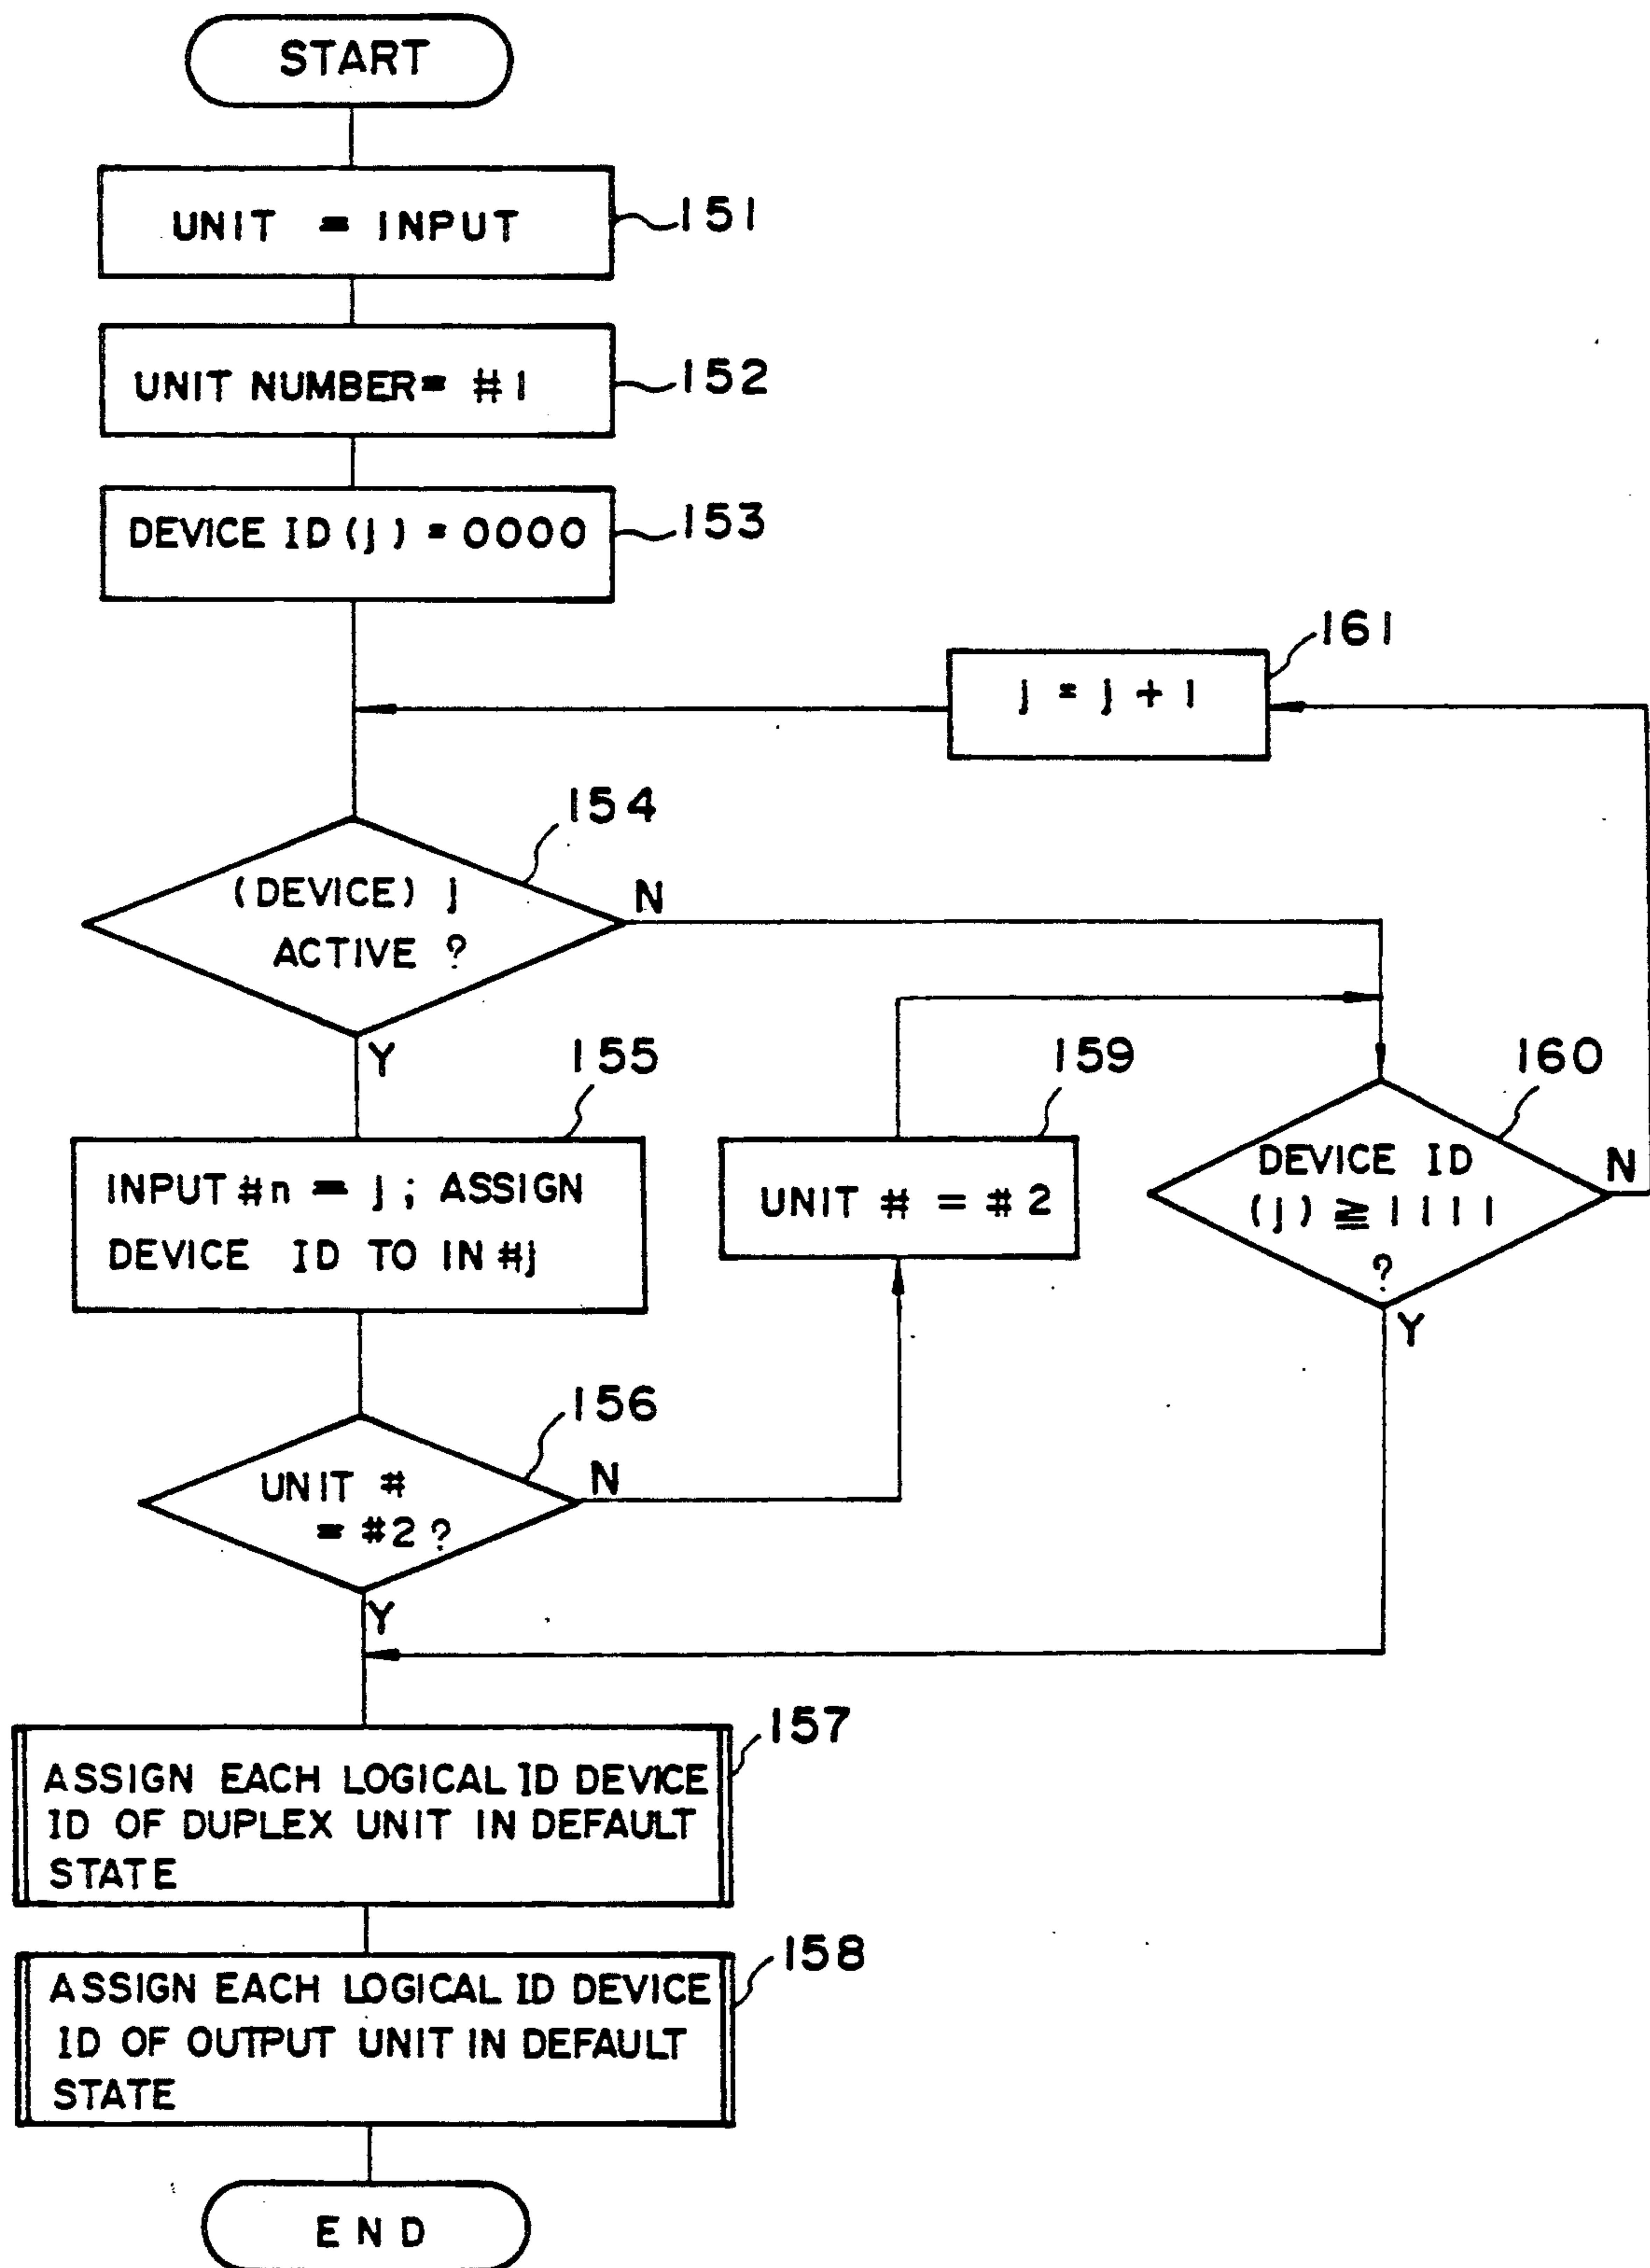 START
UNIT = INPUT
151
UNIT NUMBER = #1
152
DEVICE ID (j) = 0000
153
j = j + 1
161
(DEVICE) j
ACTIVE ?
154
N
Y
INPUT #n = j ; ASSIGN
DEVICE ID TO IN #j
155
UNIT # = #2
159
DEVICE ID
(j) ≧ 1111
?
160
N
Y
UNIT #
= #2 ?
156
N
Y
ASSIGN EACH LOGICAL ID DEVICE
ID OF DUPLEX UNIT IN DEFAULT
STATE
157
ASSIGN EACH LOGICAL ID DEVICE
ID OF OUTPUT UNIT IN DEFAULT
STATE
158
END